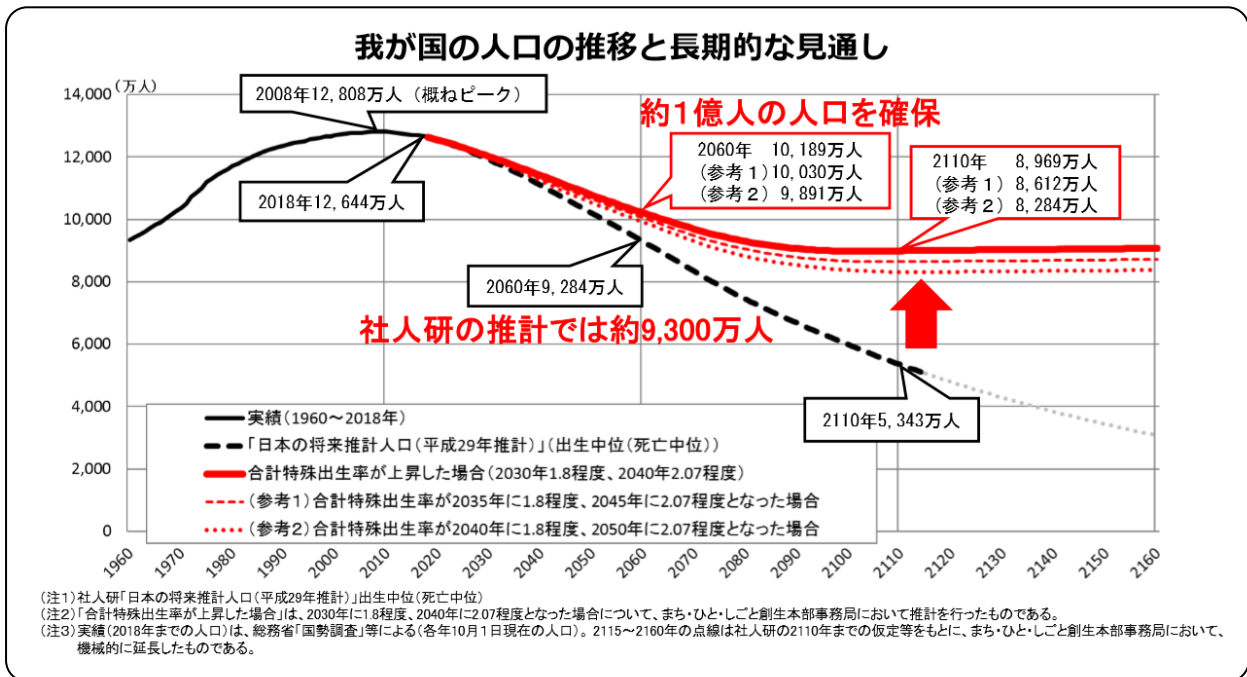 我が国の人口の推移と長期的な見通し
(万人)
14,000
12,000
10,000
8,000
6,000
4,000
2,000
0
2008年12,808万人（概ねピーク）
2018年12,644万人
約１億人の人口を確保
2060年　10,189万人
(参考１)10,030万人
(参考２) 9,891万人
2110年　8,969万人
(参考１) 8,612万人
(参考２) 8,284万人
2060年9,284万人
社人研の推計では約9,300万人
2110年5,343万人
実績(1960～2018年)
「日本の将来推計人口(平成29年推計)」(出生中位(死亡中位))
合計特殊出生率が上昇した場合(2030年1.8程度、2040年2.07程度)
(参考１)合計特殊出生率が2035年に1.8程度、2045年に2.07程度となった場合
(参考２)合計特殊出生率が2040年に1.8程度、2050年に2.07程度となった場合
1960 1970 1980 1990 2000 2010 2020 2030 2040 2050 2060 2070 2080 2090 2100 2110 2120 2130 2140 2150 2160
(注１)社人研「日本の将来推計人口(平成29年推計)」出生中位(死亡中位)
(注２)「合計特殊出生率が上昇した場合」は、2030年に1.8程度、2040年に2.07程度となった場合について、まち・ひと・しごと創生本部事務局において推計を行ったものである。
(注３)実績(2018年までの人口)は、総務省「国勢調査」等による(各年10月１日現在の人口)。2115～2160年の点線は社人研の2110年までの仮定等をもとに、まち・ひと・しごと創生本部事務局において、
機械的に延長したものである。